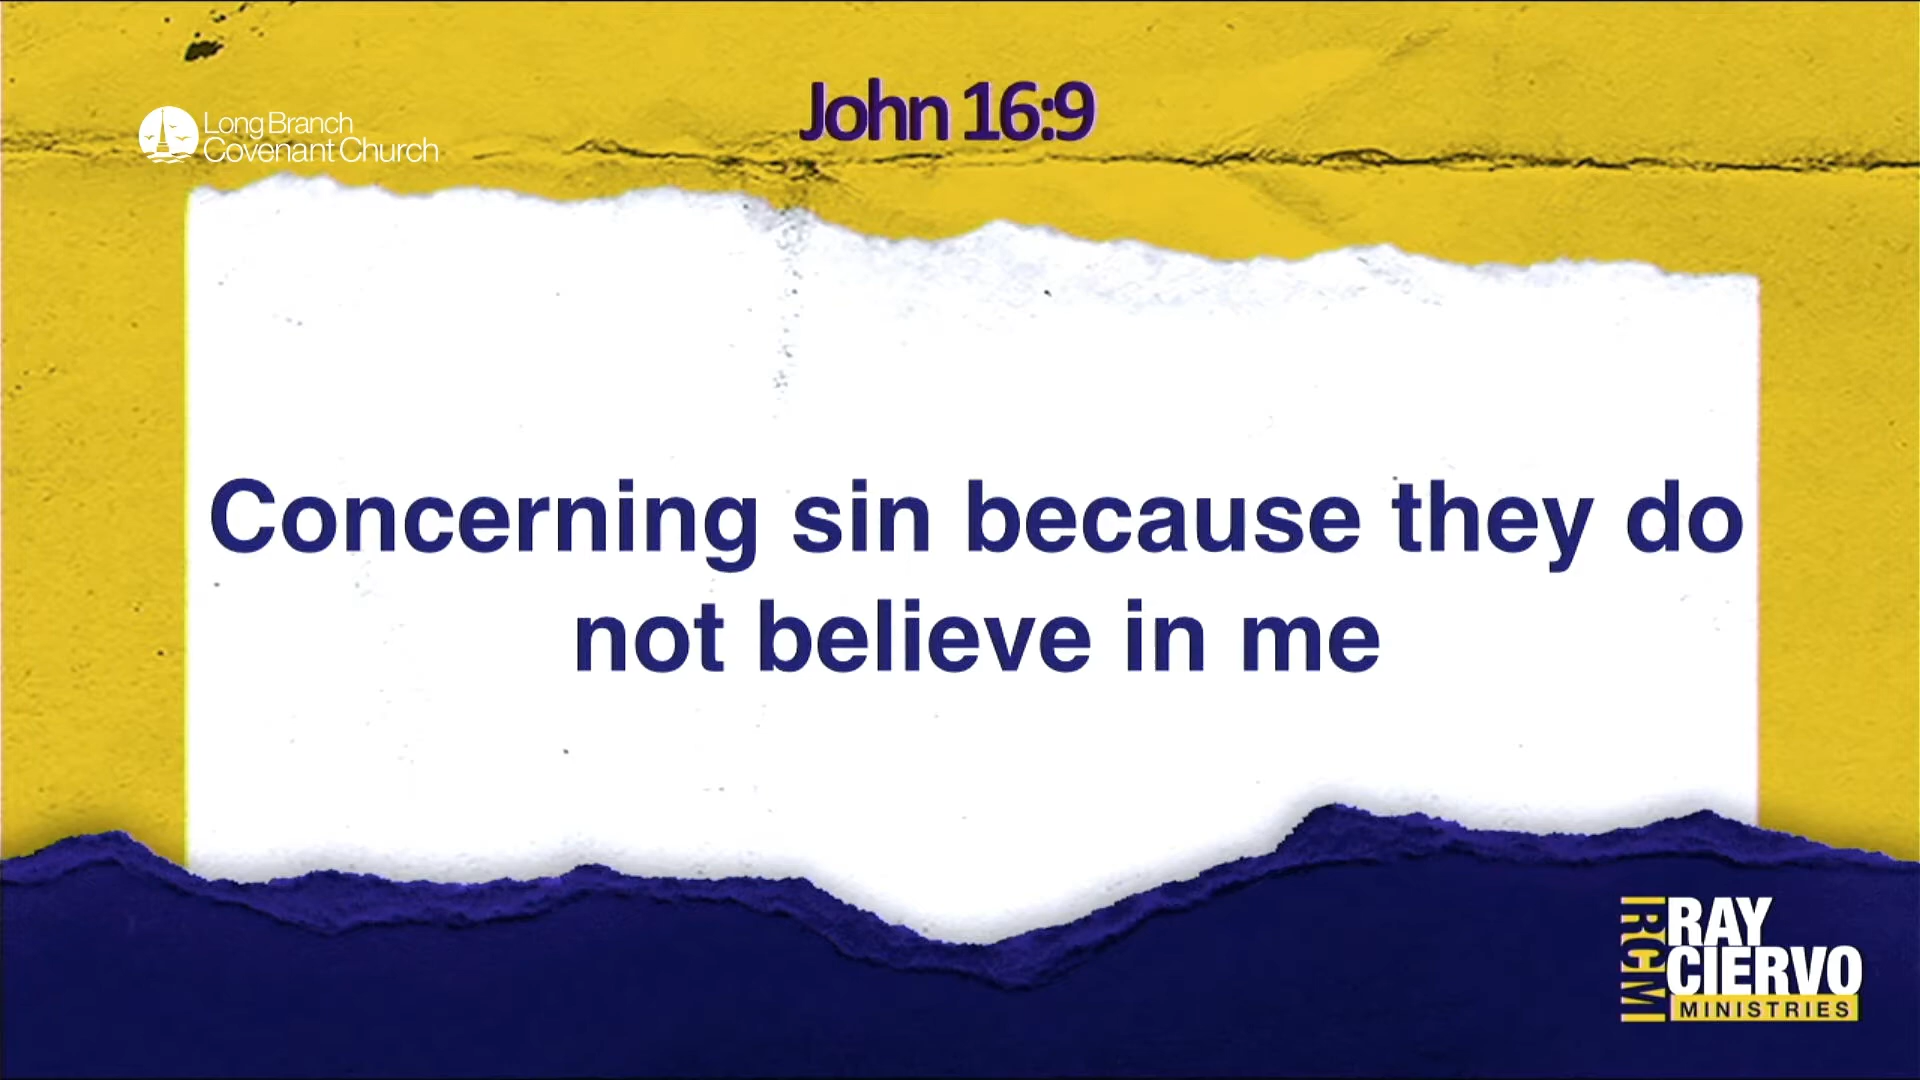 John 16:9
Long Branch
Covenant Church
Concerning sin because they do
not believe in me
RCM
RAY
CIERVO
MINISTRIES